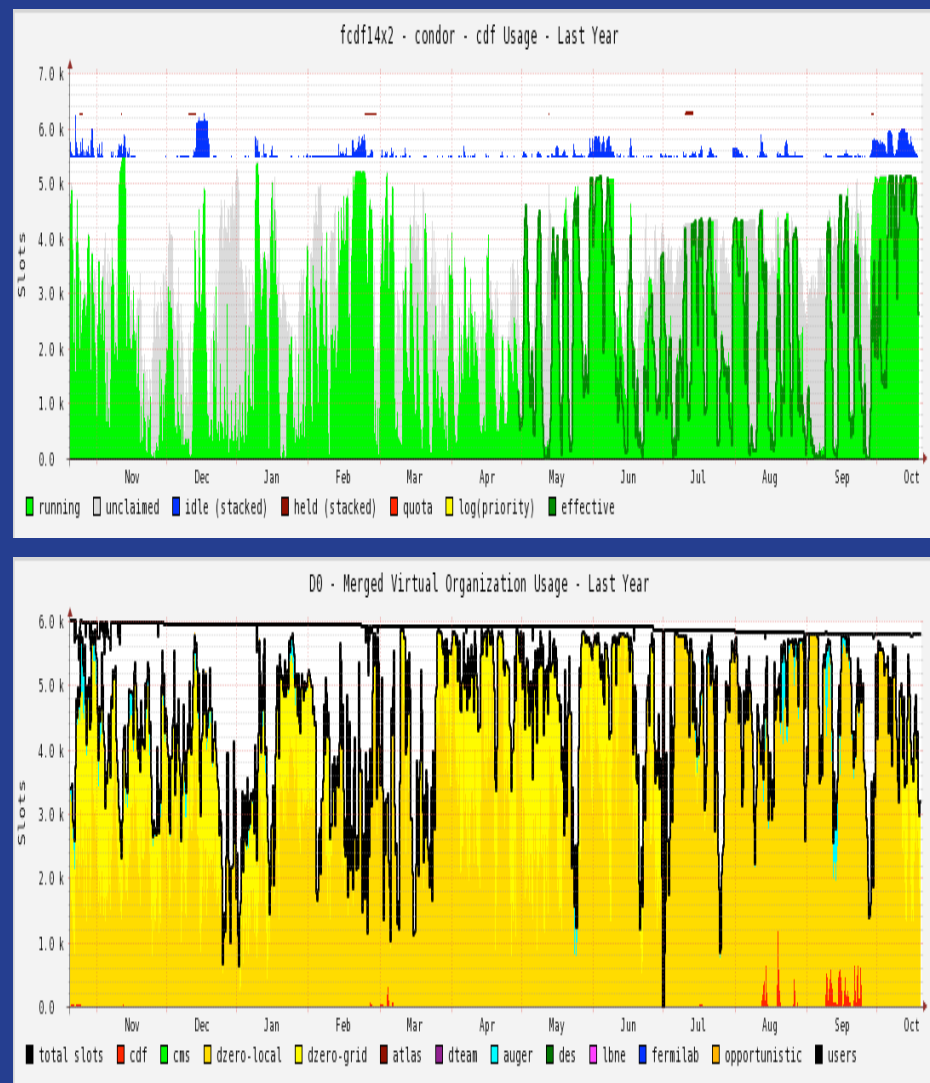 fcdf14x2 - condor - cdf Usage - Last Year
7.0 k
6.0 k
5.0 k
4.0 k
3.0 k
2.0 k
1.0 k
0.0
Slots
Nov Dec Jan Feb Mar Apr May Jun Jul Aug Sep Oct
running unclaimed idle (stacked) held (stacked) quota log(priority) effective
D0 - Merged Virtual Organization Usage - Last Year
6.0 k
5.0 k
4.0 k
3.0 k
2.0 k
1.0 k
0.0
Slots
Nov Dec Jan Feb Mar Apr May Jun Jul Aug Sep Oct
total slots cdf cms dzero-local dzero-grid atlas dteam auger des lbne fermilab opportunistic users